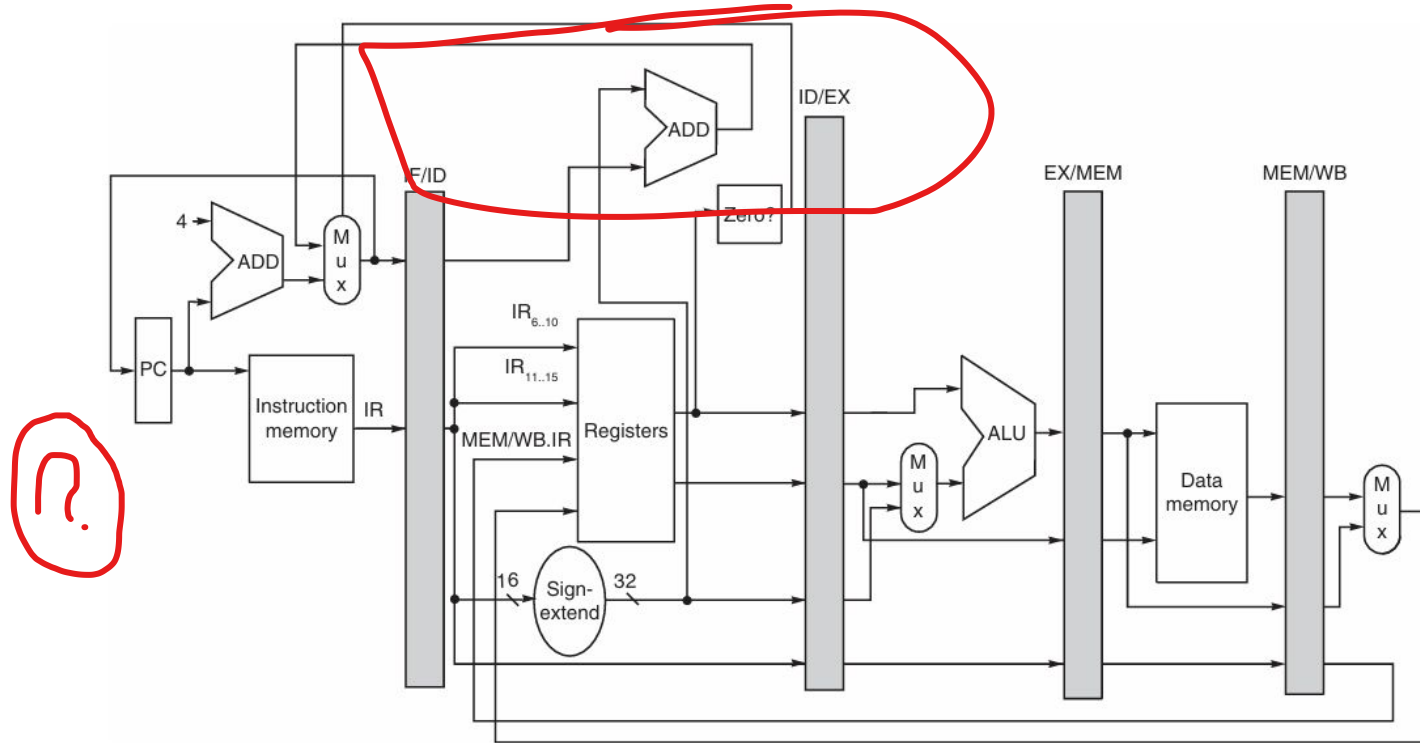 ID/EX
ADD
IF/ID
EX/MEM
MEM/WB
Zero?
4
ADD
M
u
x
IR6..10
PC
IR11..15
Instruction
memory
IR
Registers
MEM/WB.IR
ALU
M
u
x
Data
memory
M
u
x
16
Sign-
extend
32